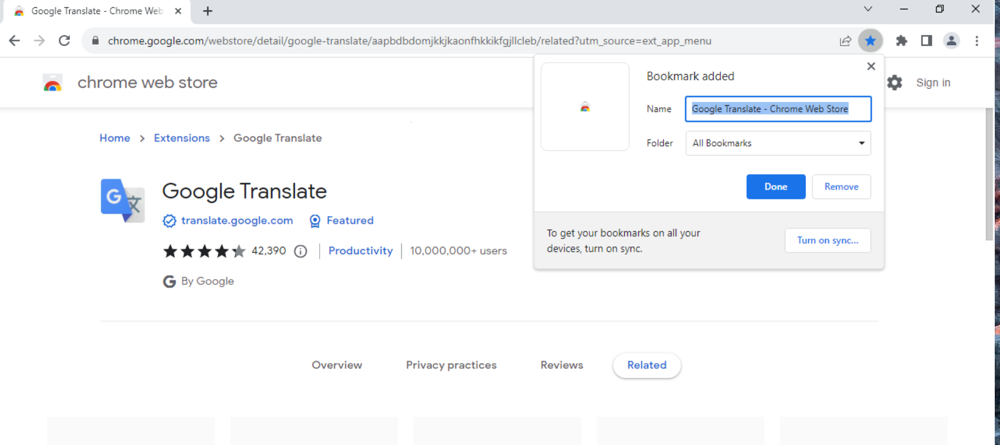 Google Translate - Chrome Web
chrome.google.com/webstore/detail/google-translate/aapbdbdomjkkjkaonfhkkikfgjllcleb/related?utm_source=ext_app_menu
chrome web store
Sign in
Bookmark added
Name Google Translate - Chrome Web Store
Folder All Bookmarks
Done Remove
To get your bookmarks on all your
devices, turn on sync.
Turn on sync...
Home > Extensions > Google Translate
Google Translate
translate.google.com Featured
42,390 Productivity 10,000,000+ users
By Google
Overview Privacy practices Reviews Related